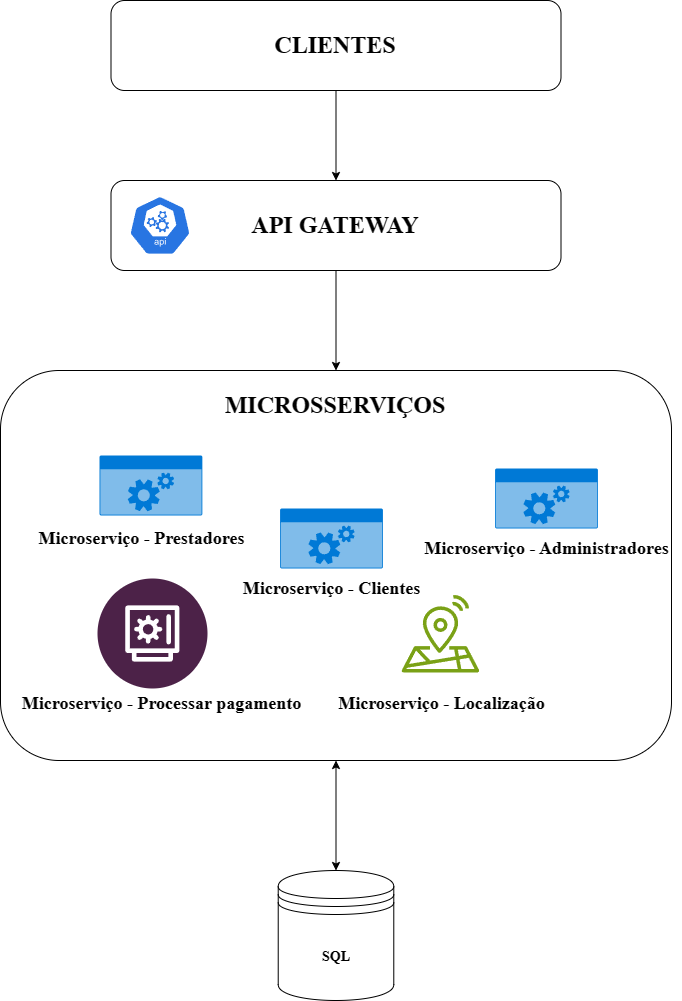 CLIENTES
API GATEWAY
api
MICROSSERVIÇOS
Microserviço - Prestadores
Microserviço - Administradores
Microserviço - Clientes
Microserviço - Processar pagamento
Microserviço - Localização
SQL